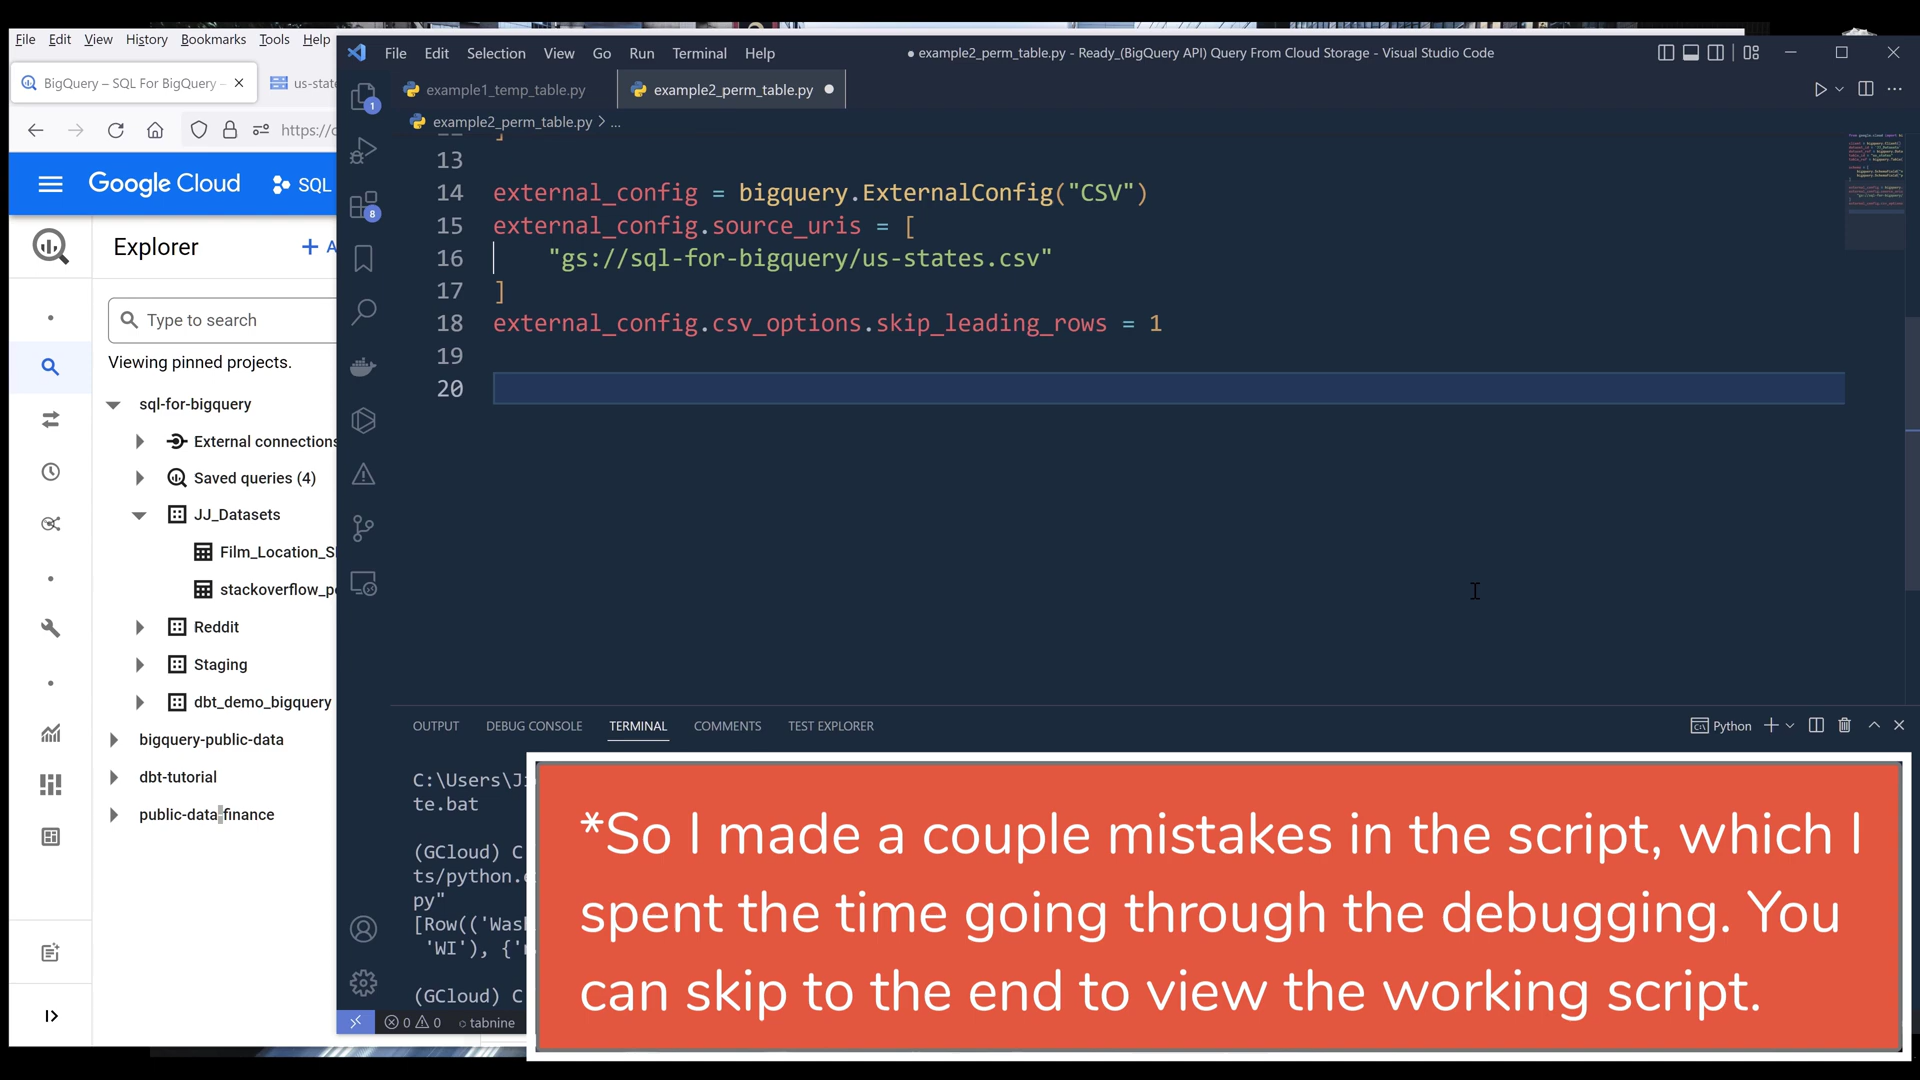 File Edit View History Bookmarks Tools Help
BigQuery – SQL For BigQuery –
us-stat
https://c
Google Cloud
SQL
Explorer
+ A
Type to search
Viewing pinned projects.
sql-for-bigquery
External connections
Saved queries (4)
JJ_Datasets
Film_Location_S
stackoverflow_p
Reddit
Staging
dbt_demo_bigquery
bigquery-public-data
dbt-tutorial
public-data-finance
File Edit Selection View Go Run Terminal Help
● example2_perm_table.py - Ready_(BigQuery API) Query From Cloud Storage - Visual Studio Code
example1_temp_table.py
example2_perm_table.py
example2_perm_table.py > ...
1
8
13
14 external_config = bigquery.ExternalConfig("CSV")
15 external_config.source_uris = [
16 "gs://sql-for-bigquery/us-states.csv"
17 ]
18 external_config.csv_options.skip_leading_rows = 1
19
20
OUTPUT DEBUG CONSOLE TERMINAL COMMENTS TEST EXPLORER
Python
C:\Users\Ji
te.bat
(GCloud) C
ts/python.
py"
[Row(('Was
'WI'), {'
(GCloud) C
0 0 tabnine
*So I made a couple mistakes in the script, which I
spent the time going through the debugging. You
can skip to the end to view the working script.